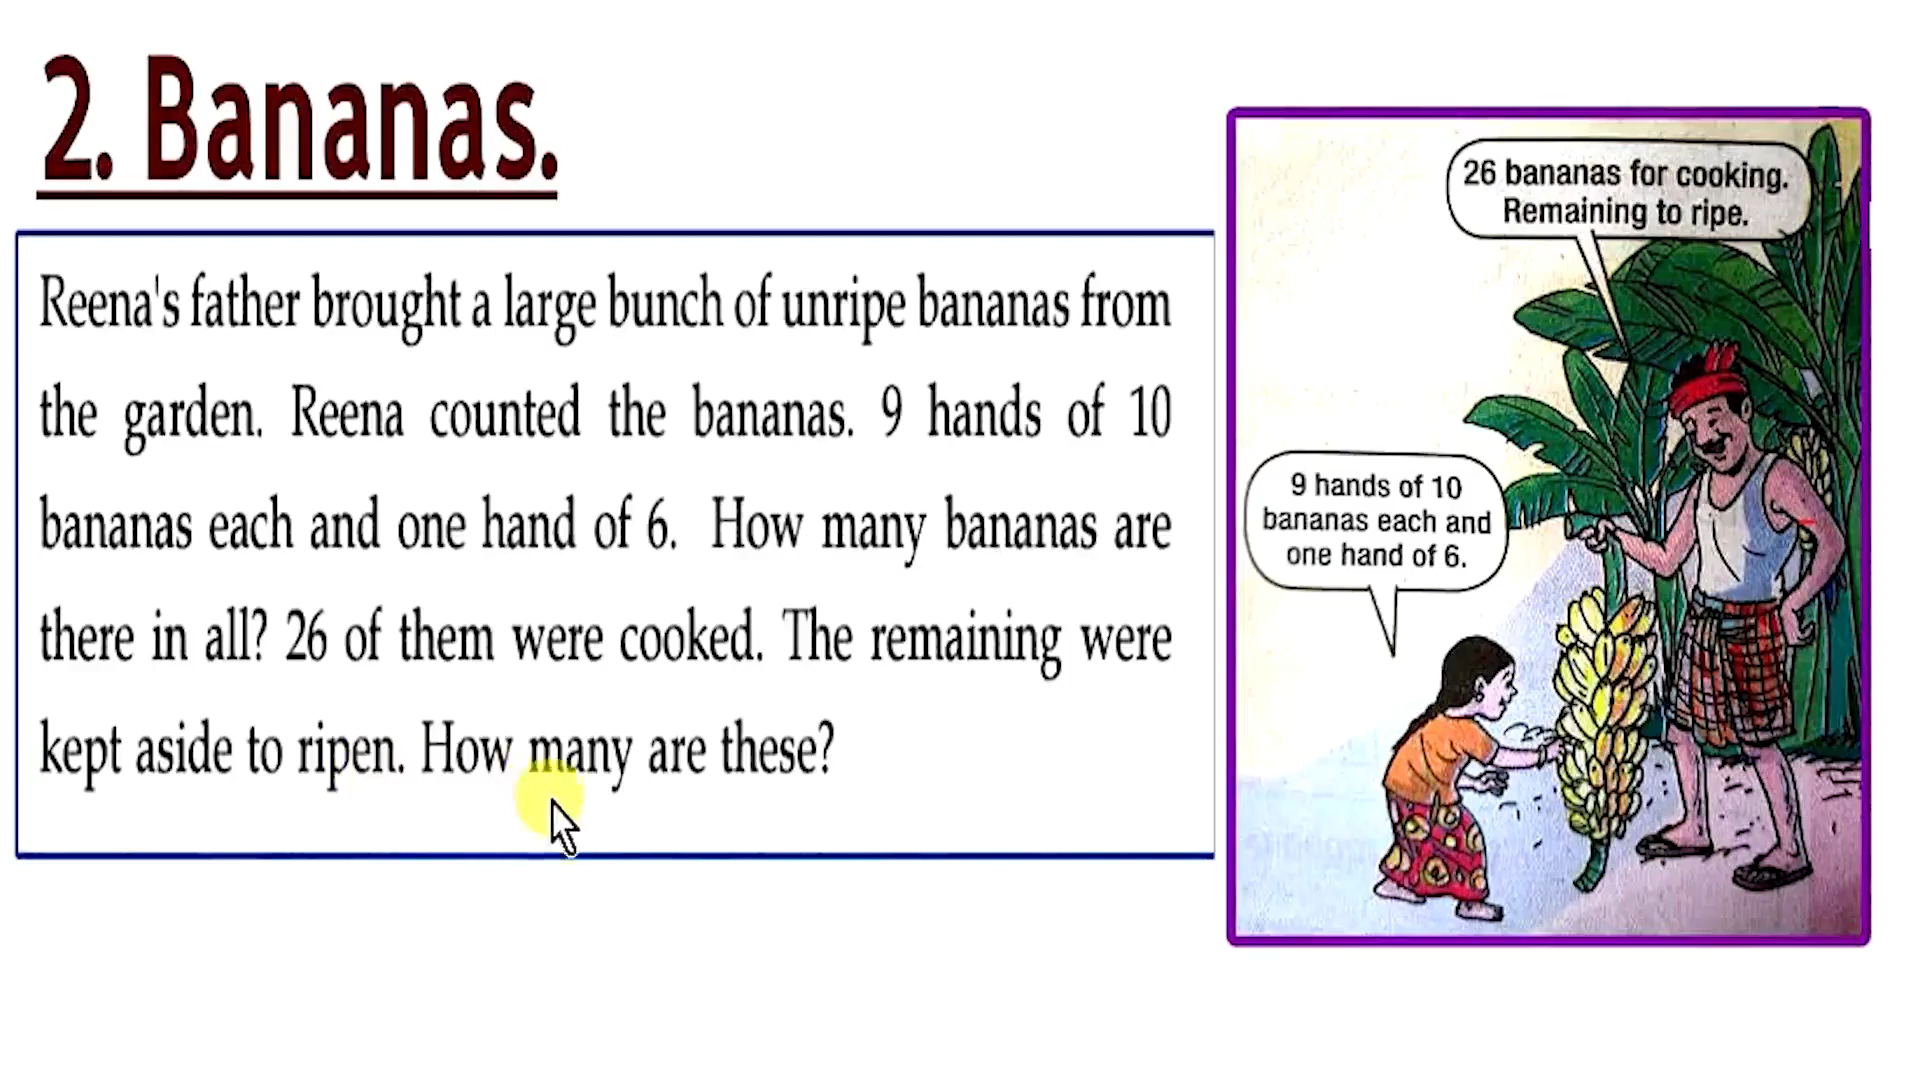 2. Bananas.
Reena's father brought a large bunch of unripe bananas from
the garden. Reena counted the bananas. 9 hands of 10
bananas each and one hand of 6. How many bananas are
there in all? 26 of them were cooked. The remaining were
kept aside to ripen. How many are these?
26 bananas for cooking.
Remaining to ripe.
9 hands of 10
bananas each and
one hand of 6.